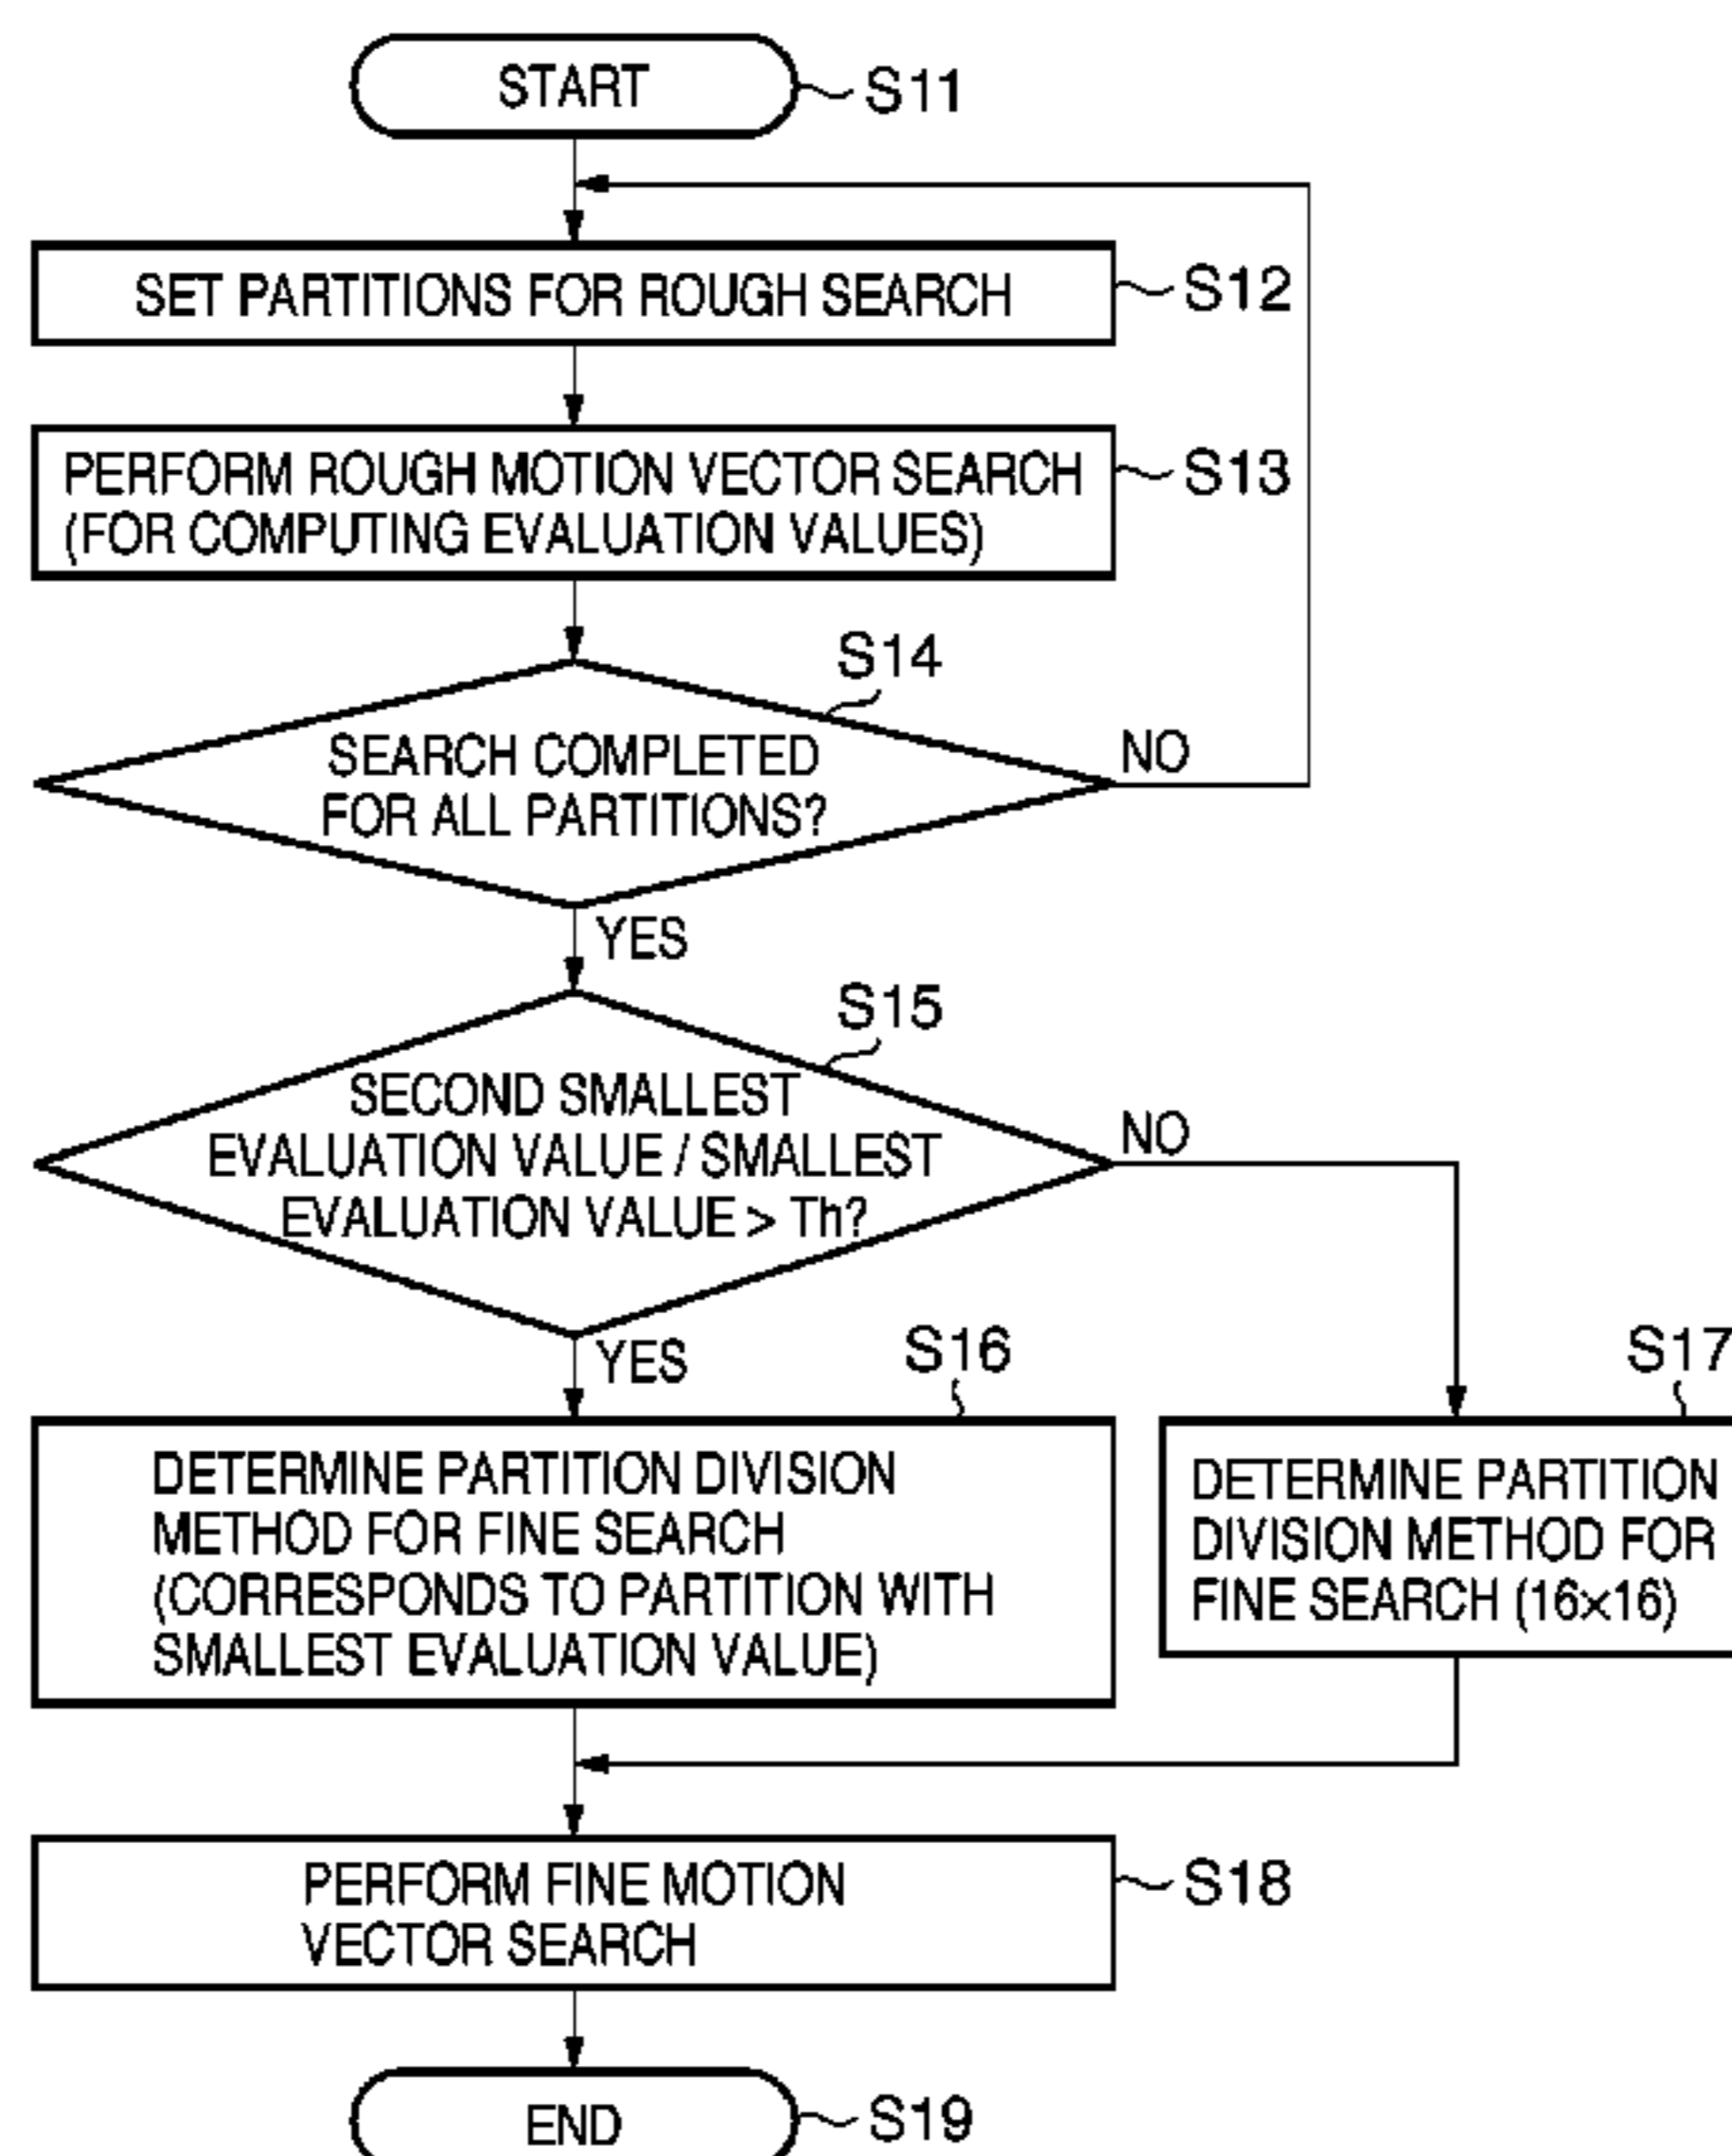 START
S11
SET PARTITIONS FOR ROUGH SEARCH
S12
PERFORM ROUGH MOTION VECTOR SEARCH
(FOR COMPUTING EVALUATION VALUES)
S13
S14
SEARCH COMPLETED
FOR ALL PARTITIONS?
NO
YES
S15
SECOND SMALLEST
EVALUATION VALUE / SMALLEST
EVALUATION VALUE > Th?
NO
YES
S16
DETERMINE PARTITION DIVISION
METHOD FOR FINE SEARCH
(CORRESPONDS TO PARTITION WITH
SMALLEST EVALUATION VALUE)
S17
DETERMINE PARTITION
DIVISION METHOD FOR
FINE SEARCH (16×16)
PERFORM FINE MOTION
VECTOR SEARCH
S18
END
S19